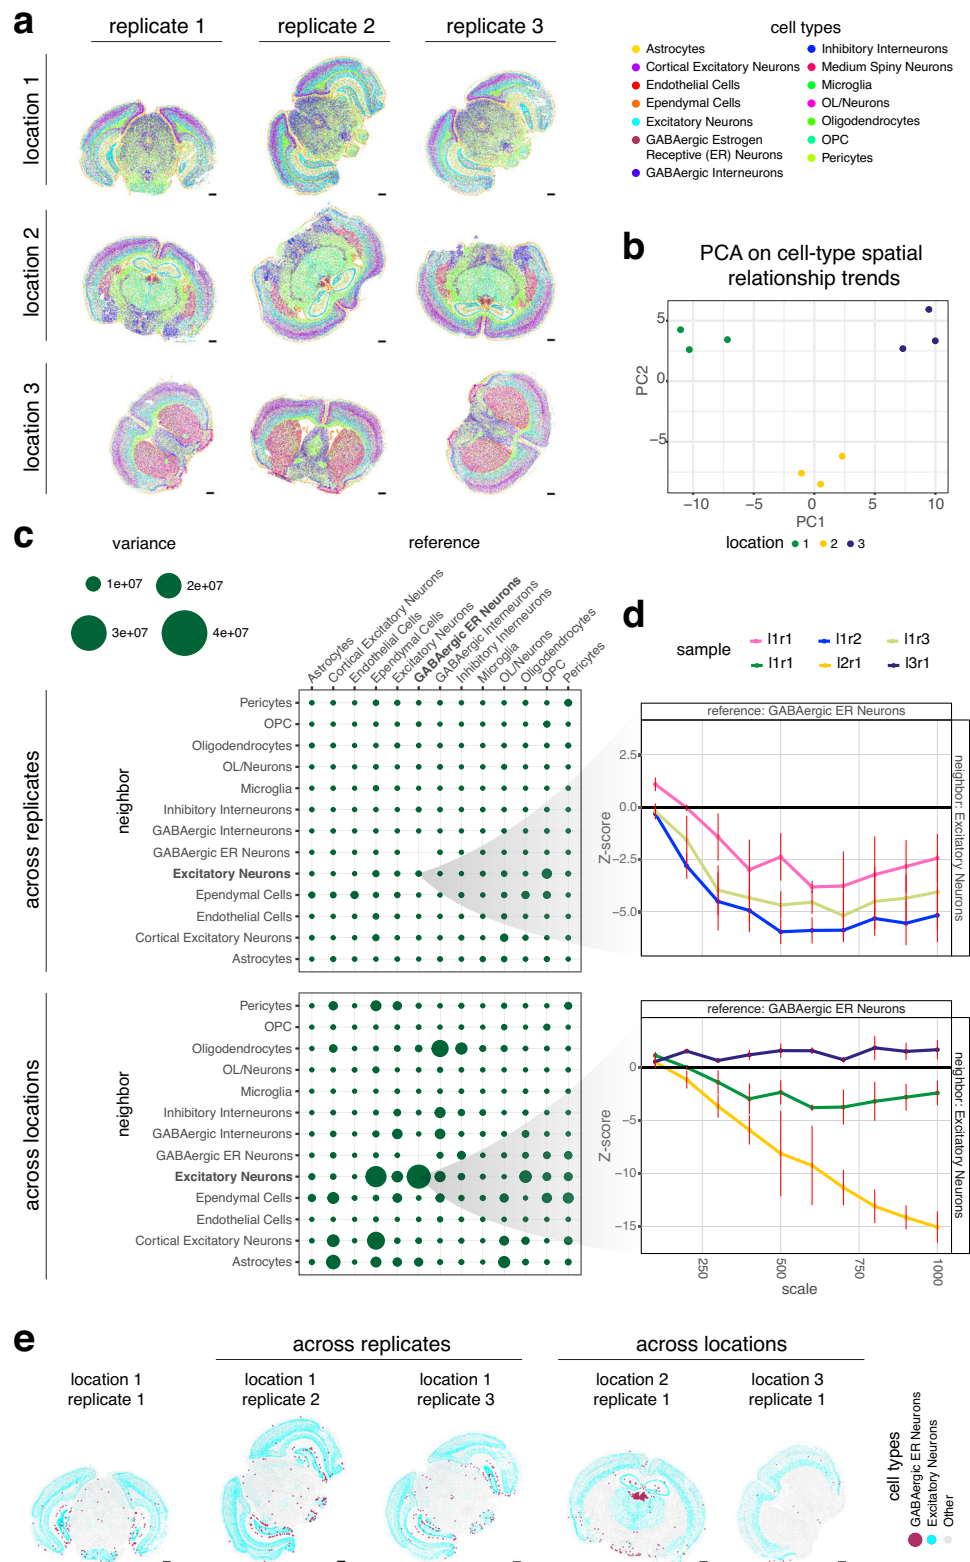 a
replicate 1
replicate 2
replicate 3
location 1
location 2
location 3
cell types
Astrocytes
Cortical Excitatory Neurons
Endothelial Cells
Ependymal Cells
Excitatory Neurons
GABAergic Estrogen
Receptive (ER) Neurons
GABAergic Interneurons
Inhibitory Interneurons
Medium Spiny Neurons
Microglia
OL/Neurons
Oligodendrocytes
OPC
Pericytes
b
PCA on cell-type spatial
relationship trends
PC2
5
0
−5
−10
−5
0
5
10
PC1
location 1 2 3
c
variance
1e+07
2e+07
3e+07
4e+07
reference
Astrocytes
Cortical Excitatory Neurons
Endothelial Cells
Ependymal Cells
Excitatory Neurons
GABAergic ER Neurons
GABAergic Interneurons
Inhibitory Interneurons
Microglia
OL/Neurons
Oligodendrocytes
OPC
Pericytes
across replicates
neighbor
Pericytes
OPC
Oligodendrocytes
OL/Neurons
Microglia
Inhibitory Interneurons
GABAergic Interneurons
GABAergic ER Neurons
Excitatory Neurons
Ependymal Cells
Endothelial Cells
Cortical Excitatory Neurons
Astrocytes
across locations
neighbor
Pericytes
OPC
Oligodendrocytes
OL/Neurons
Microglia
Inhibitory Interneurons
GABAergic Interneurons
GABAergic ER Neurons
Excitatory Neurons
Ependymal Cells
Endothelial Cells
Cortical Excitatory Neurons
Astrocytes
d
sample
l1r1
l1r2
l1r3
l1r1
l2r1
l3r1
reference: GABAergic ER Neurons
neighbor: Excitatory Neurons
Z-score
2.5
0.0
−2.5
−5.0
reference: GABAergic ER Neurons
neighbor: Excitatory Neurons
Z-score
0
−5
−10
−15
250
500
750
1000
scale
e
across replicates
across locations
location 1
replicate 1
location 1
replicate 2
location 1
replicate 3
location 2
replicate 1
location 3
replicate 1
cell types
GABAergic ER Neurons
Excitatory Neurons
Other